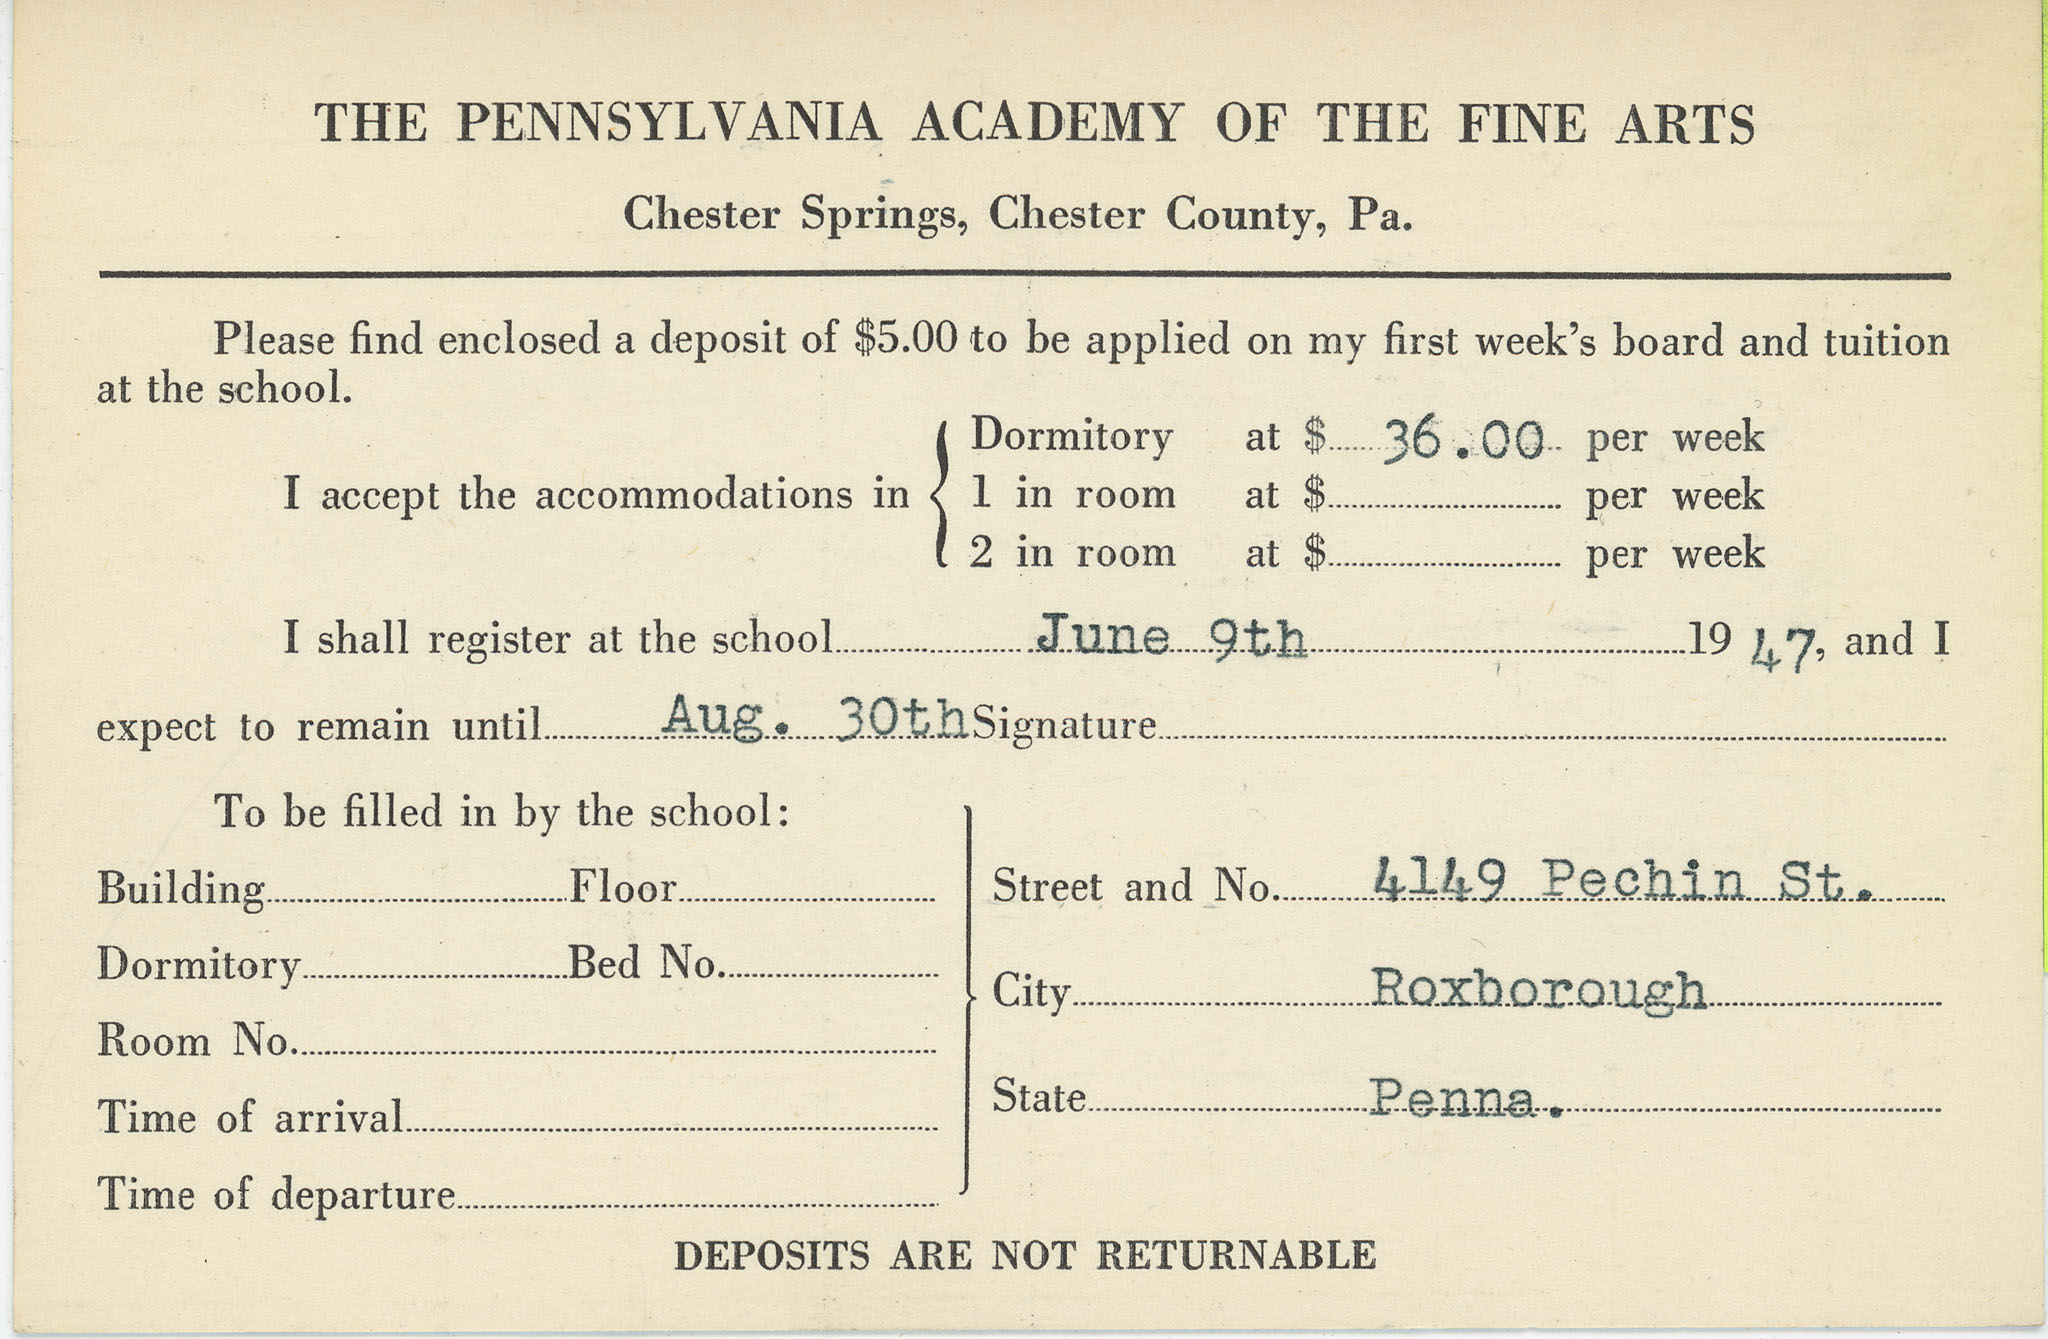 THE PENNSYLVANIA ACADEMY OF THE FINE ARTS
Chester Springs, Chester County, Pa.
Please find enclosed a deposit of $5.00 to be applied on my first week's board and tuition
at the school.
I accept the accommodations in
Dormitory at $ 36.00 per week
1 in room at $ per week
2 in room at $ per week
I shall register at the school June 9th 19 47, and I
expect to remain until Aug. 30th Signature
To be filled in by the school:
Building Floor
Dormitory Bed No.
Room No.
Time of arrival
Time of departure
Street and No. 4149 Pechin St.
City Roxborough
State Penna.
DEPOSITS ARE NOT RETURNABLE